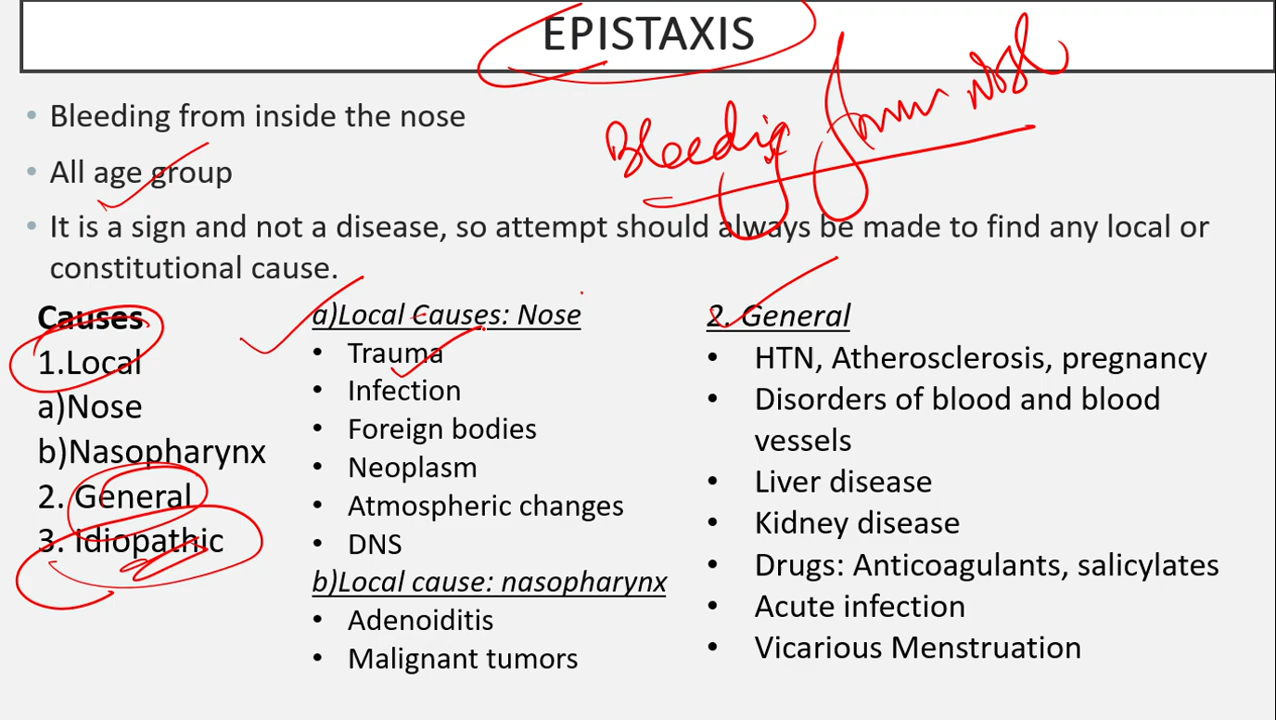 EPISTAXIS
Bleeding from nose
• Bleeding from inside the nose
• All age group
• It is a sign and not a disease, so attempt should always be made to find any local or
constitutional cause.
Causes
1.Local
a)Nose
b)Nasopharynx
2. General
3. Idiopathic
a)Local Causes: Nose
• Trauma
• Infection
• Foreign bodies
• Neoplasm
• Atmospheric changes
• DNS
b)Local cause: nasopharynx
• Adenoiditis
• Malignant tumors
2. General
• HTN, Atherosclerosis, pregnancy
• Disorders of blood and blood
vessels
• Liver disease
• Kidney disease
• Drugs: Anticoagulants, salicylates
• Acute infection
• Vicarious Menstruation